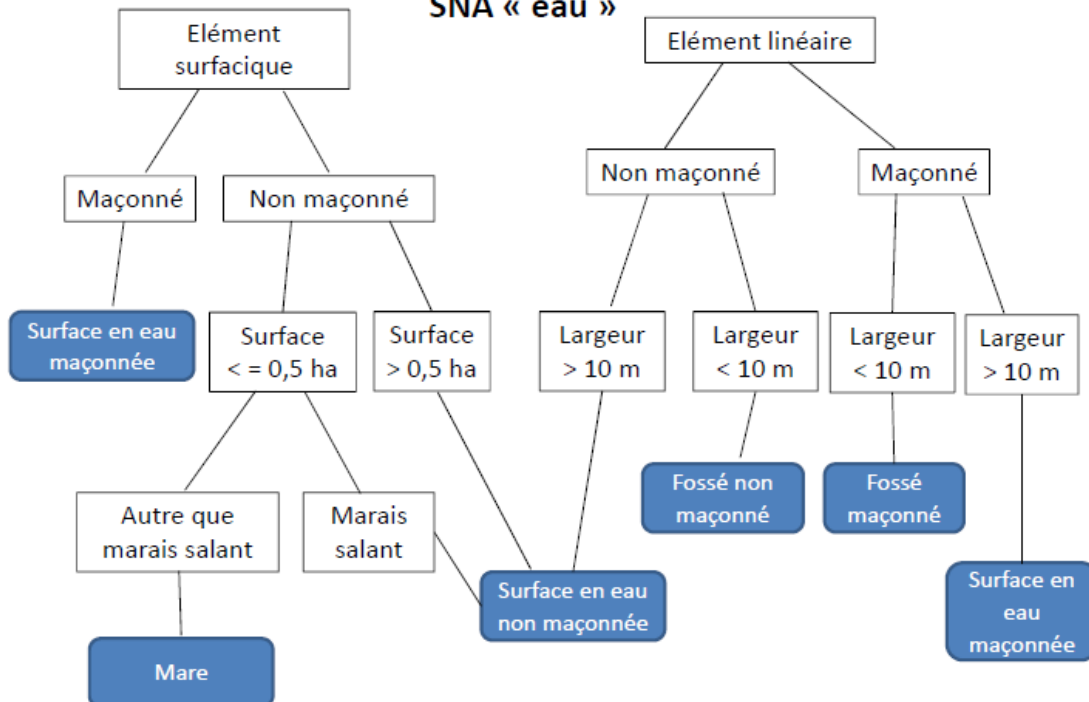 SNA « eau »
Elément
surfacique
Elément linéaire
Maçonné
Non maçonné
Non maçonné
Maçonné
Surface en eau
maçonnée
Surface
< = 0,5 ha
Surface
> 0,5 ha
Largeur
> 10 m
Largeur
< 10 m
Largeur
< 10 m
Largeur
> 10 m
Autre que
marais salant
Marais
salant
Fossé non
maçonné
Fossé
maçonné
Surface en eau
non maçonnée
Surface en
eau
maçonnée
Mare